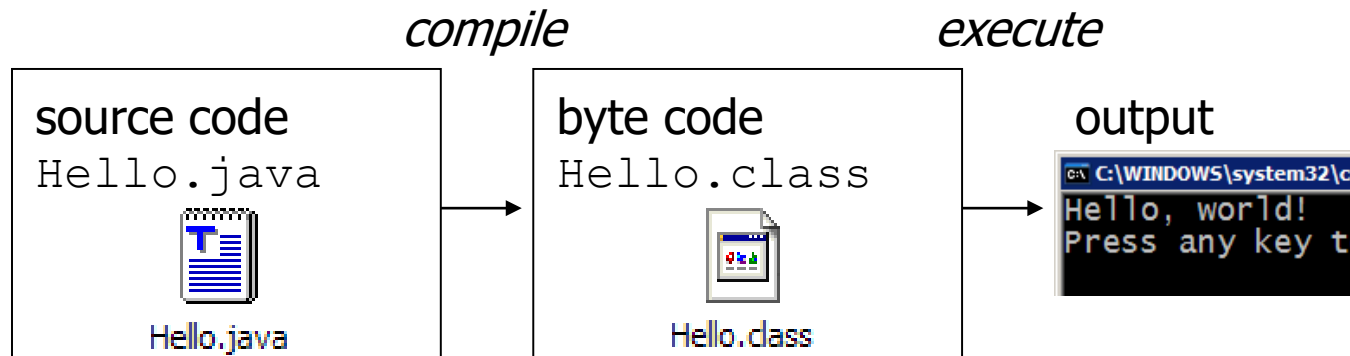 compile
execute
source code
Hello.java
Hello.java
byte code
Hello.class
Hello.class
output
C:\WINDOWS\system32\c
Hello, world!
Press any key t